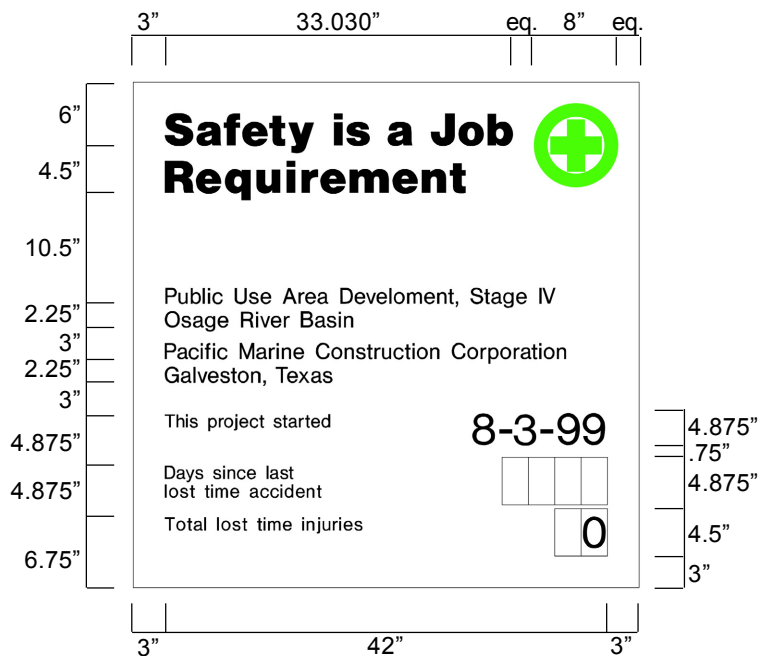 3” 33.030” eq. 8” eq.
6”
4.5”
10.5”
2.25”
3”
2.25”
3”
4.875”
4.875”
6.75”
Safety is a Job
Requirement
Public Use Area Develoment, Stage IV
Osage River Basin
Pacific Marine Construction Corporation
Galveston, Texas
This project started 8-3-99
Days since last
lost time accident
Total lost time injuries 0
4.875”
.75”
4.875”
4.5”
3”
3” 42” 3”